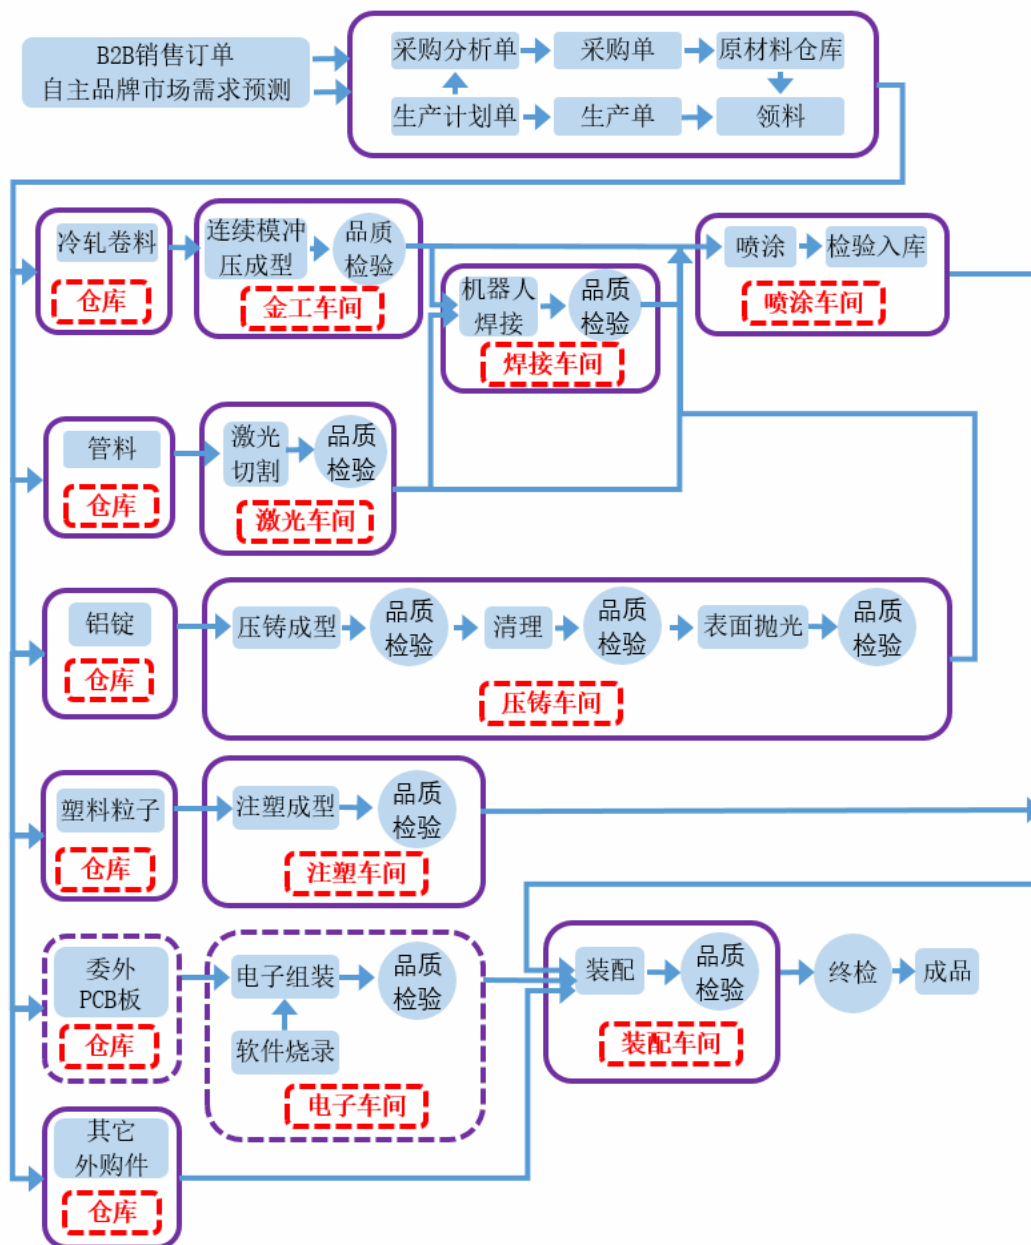 B2B销售订单
自主品牌市场需求预测
采购分析单
采购单
原材料仓库
生产计划单
生产单
领料
冷轧卷料
仓库
连续模冲
压成型
品质
检验
金工车间
机器人
焊接
品质
检验
焊接车间
喷涂
检验入库
喷涂车间
管料
仓库
激光
切割
品质
检验
激光车间
铝锭
仓库
压铸成型
品质
检验
清理
品质
检验
表面抛光
品质
检验
压铸车间
塑料粒子
仓库
注塑成型
品质
检验
注塑车间
委外
PCB板
仓库
电子组装
品质
检验
软件烧录
电子车间
装配
品质
检验
装配车间
终检
成品
其它
外购件
仓库